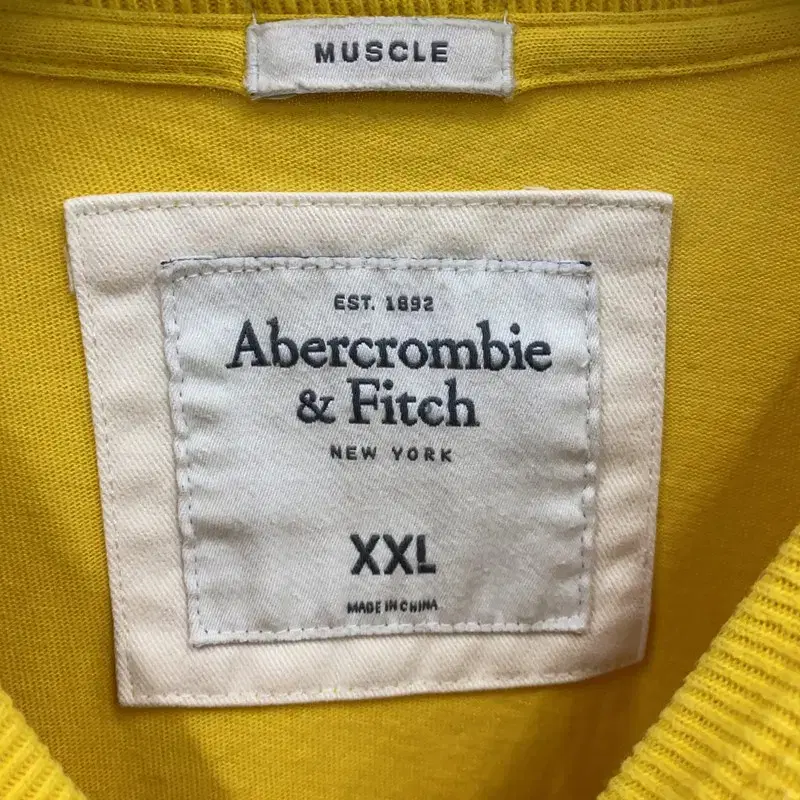 MUSCLE
EST. 1892
Abercrombie
& Fitch
NEW YORK
XXL
MADE IN CHINA